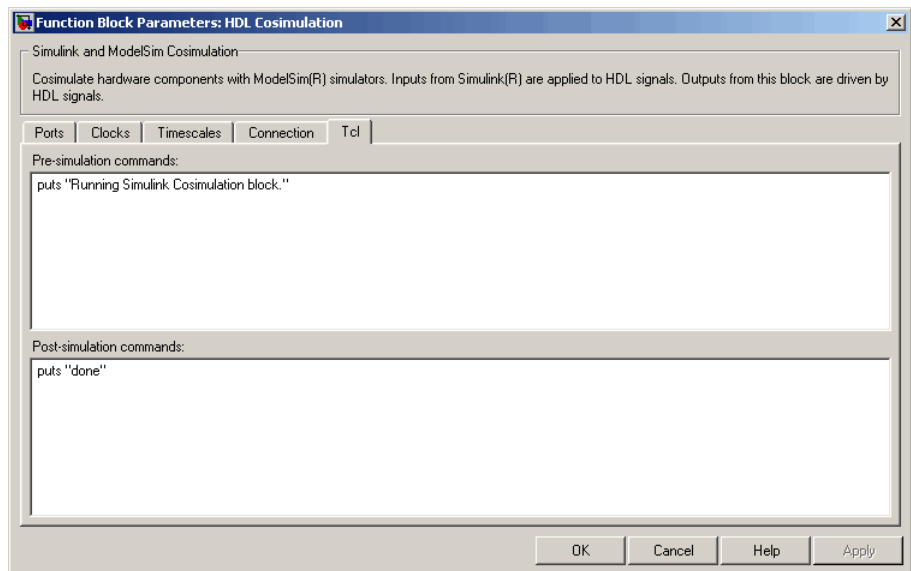 Function Block Parameters: HDL Cosimulation
Simulink and ModelSim Cosimulation
Cosimulate hardware components with ModelSim(R) simulators. Inputs from Simulink(R) are applied to HDL signals. Outputs from this block are driven by
HDL signals.
Ports Clocks Timescales Connection Tcl
Pre-simulation commands:
puts "Running Simulink Cosimulation block."
Post-simulation commands:
puts "done"
OK Cancel Help Apply